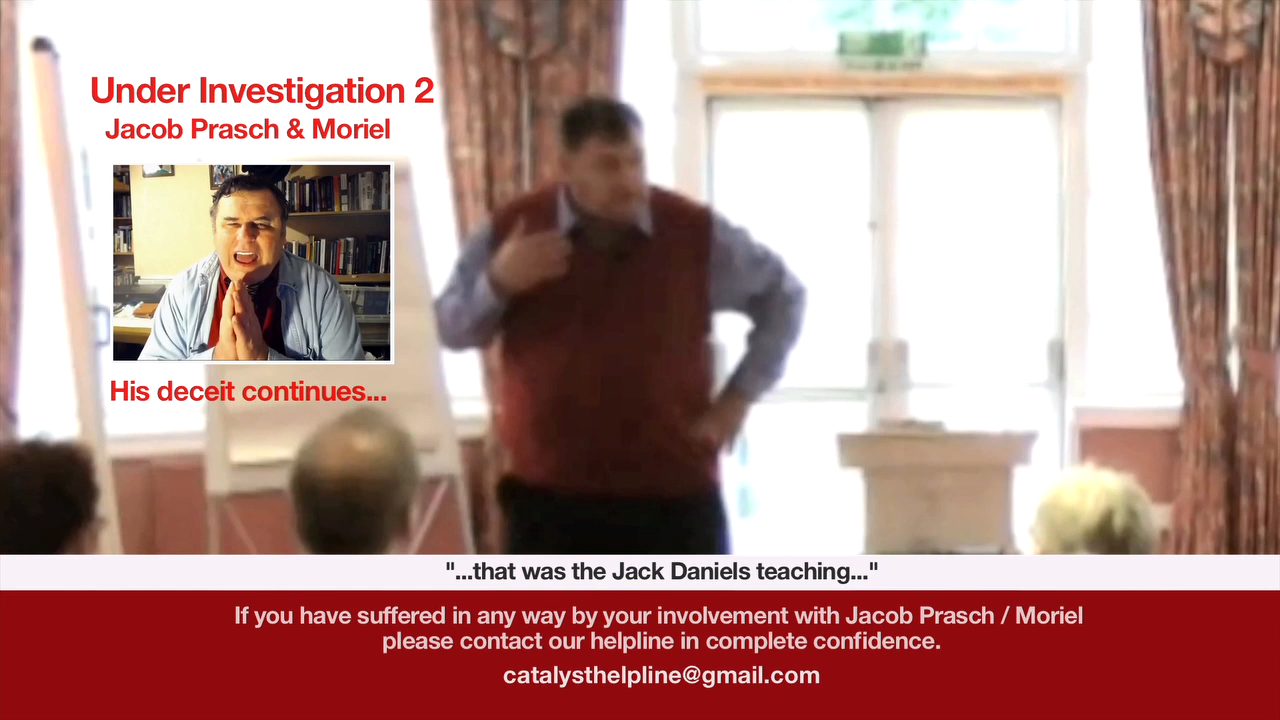 Under Investigation 2
Jacob Prasch & Moriel
His deceit continues...
"...that was the Jack Daniels teaching..."
If you have suffered in any way by your involvement with Jacob Prasch / Moriel
please contact our helpline in complete confidence.
catalysthelpline@gmail.com